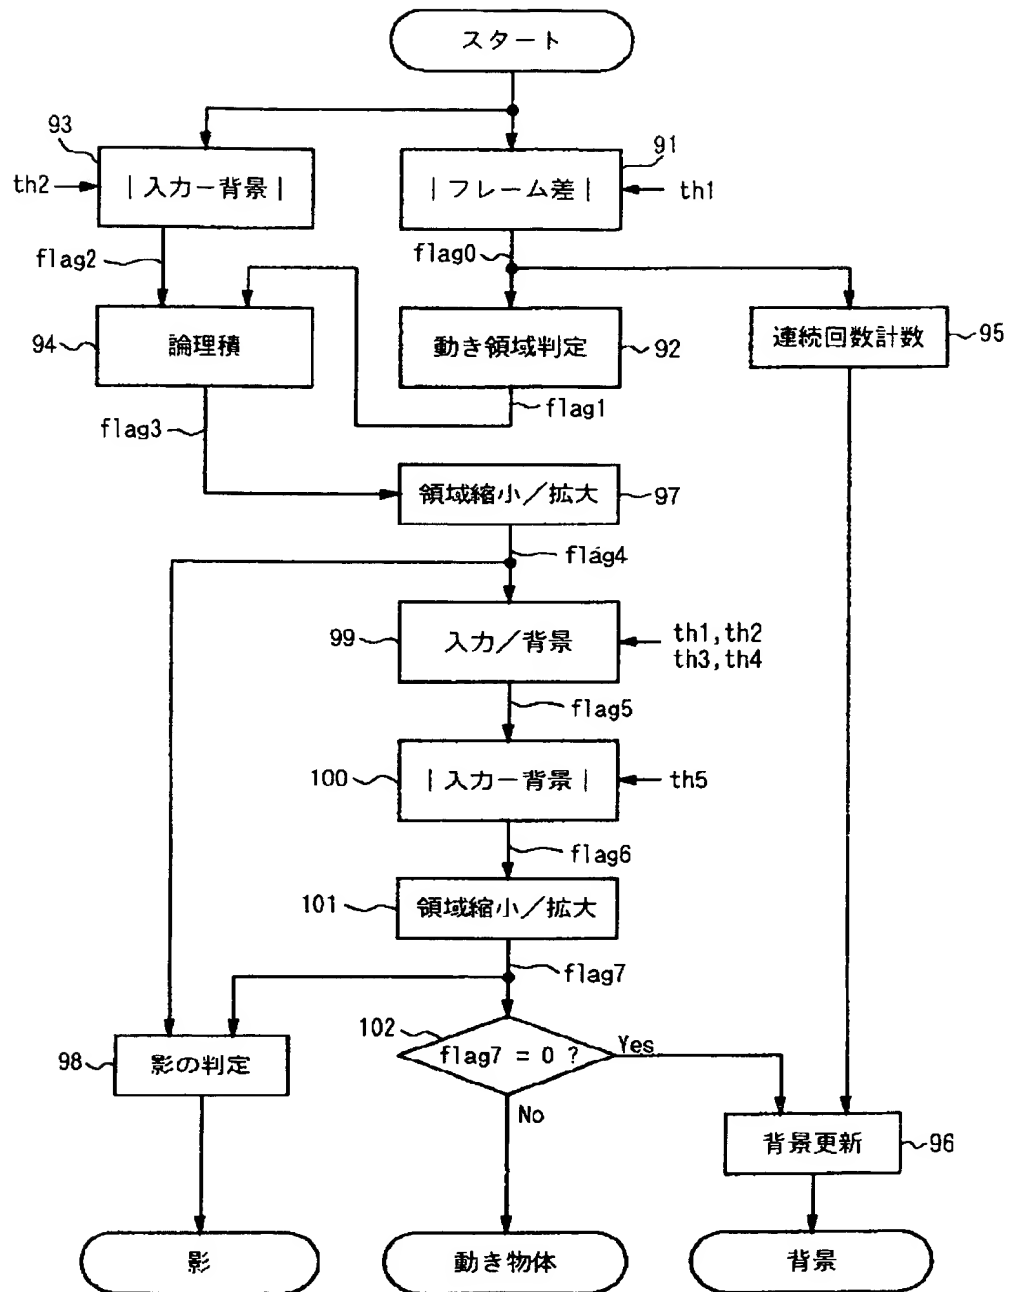 スタート
93
th2
|入力ー背景|
91
|フレーム差|
th1
flag2
flag0
94
論理積
動き領域判定
92
連続回数計数
95
flag3
flag1
領域縮小／拡大
97
flag4
99
入力／背景
th1,th2
th3,th4
flag5
100
|入力ー背景|
th5
flag6
101
領域縮小／拡大
flag7
98
影の判定
102
flag7 = 0 ?
Yes
No
背景更新
96
影
動き物体
背景